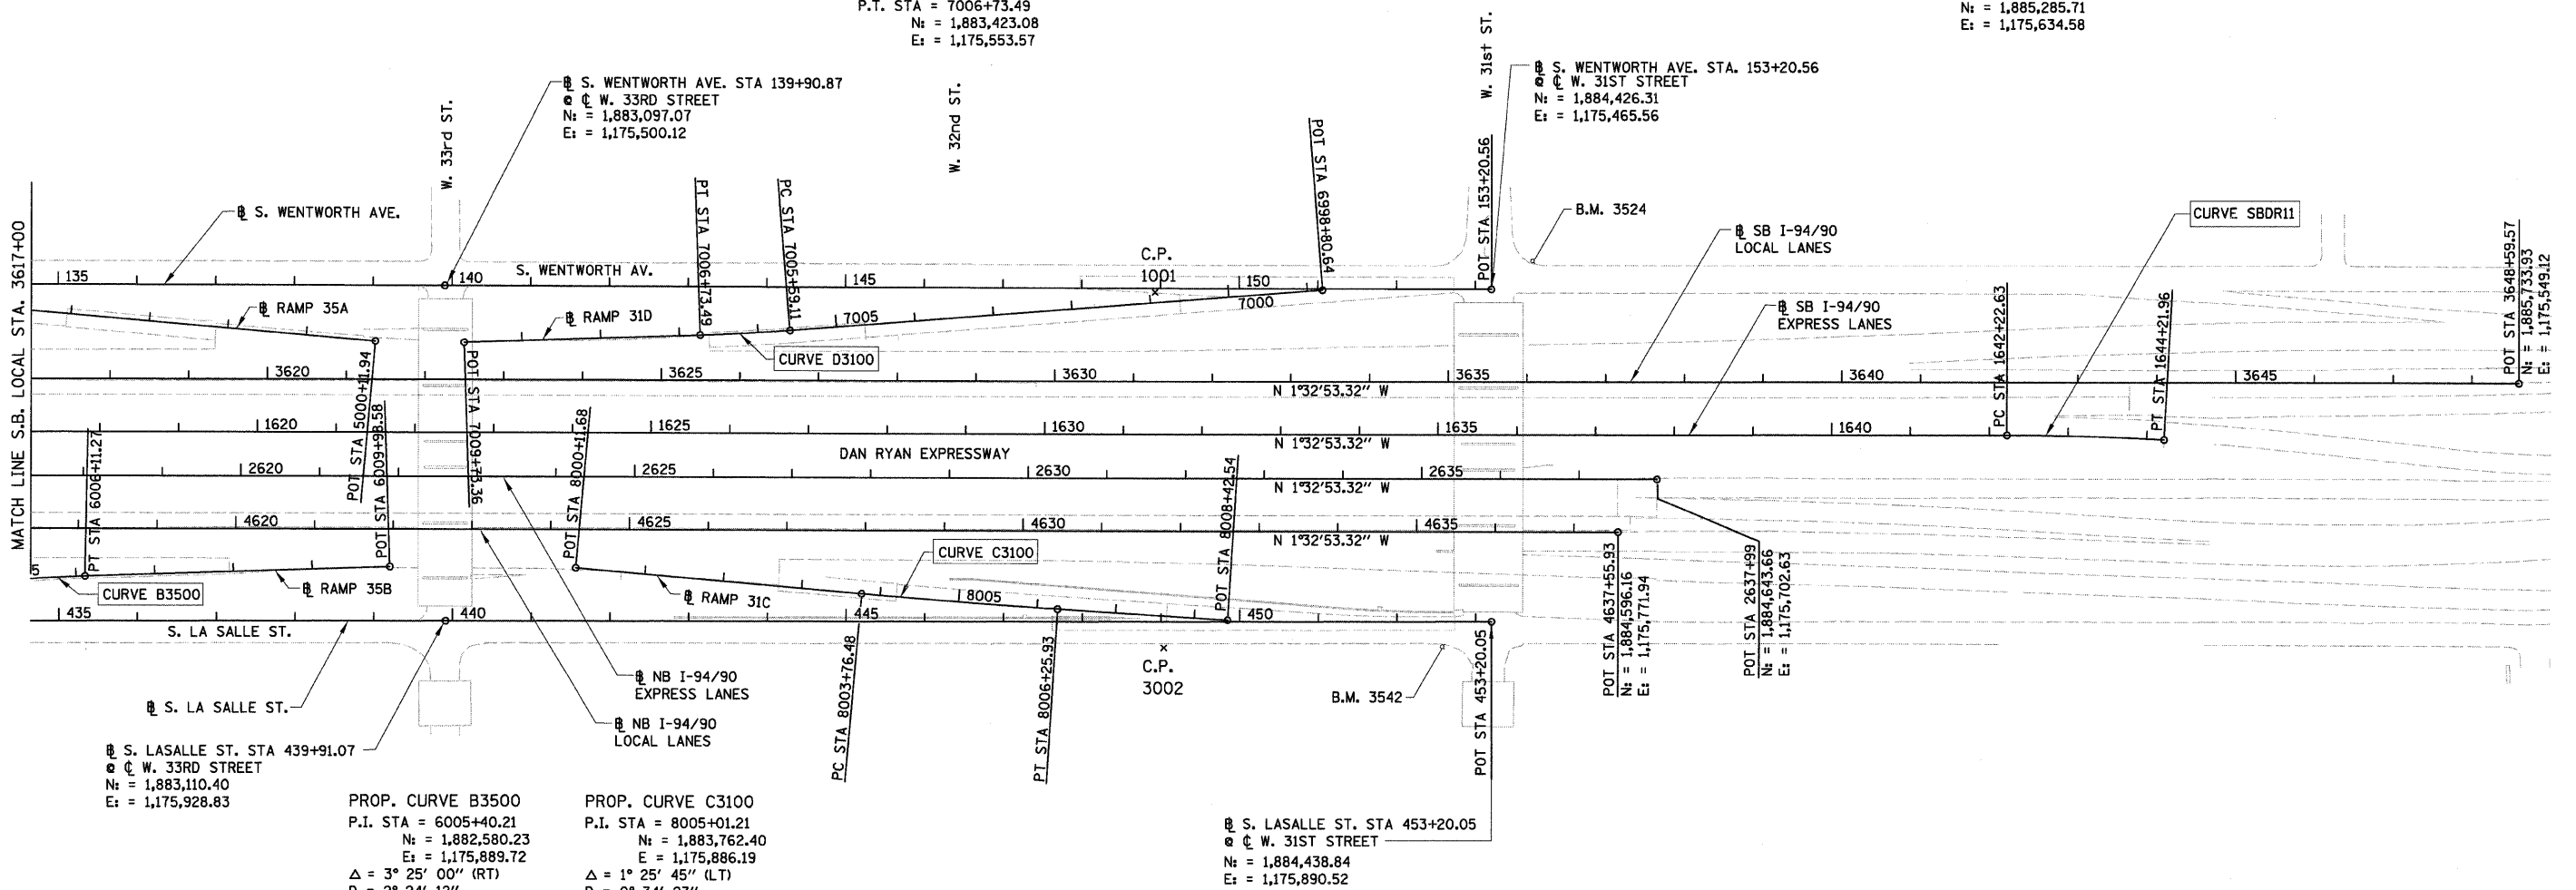 P.T. STA = 7006+73.49
N: = 1,883,423.08
E: = 1,175,553.57
N: = 1,885,285.71
E: = 1,175,634.58
W. 33rd ST.
W. 32nd ST.
W. 31st ST.
℄ S. WENTWORTH AVE. STA 139+90.87
@ ℄ W. 33RD STREET
N: = 1,883,097.07
E: = 1,175,500.12
℄ S. WENTWORTH AVE. STA. 153+20.56
@ ℄ W. 31ST STREET
N: = 1,884,426.31
E: = 1,175,465.56
MATCH LINE S.B. LOCAL STA. 3617+00
℄ S. WENTWORTH AVE.
PT STA 7006+73.49
PC STA 7005+59.11
POT STA 6998+80.64
POT STA 153+20.56
B.M. 3524
℄ SB I-94/90
LOCAL LANES
CURVE SBDR11
POT STA 3648+59.57
N: = 1,885,733.93
E: = 1,175,549.12
135
140
S. WENTWORTH AV.
145
C.P.
1001
150
7000
℄ RAMP 35A
℄ RAMP 31D
7005
CURVE D3100
℄ SB I-94/90
EXPRESS LANES
PC STA 1642+22.63
PT STA 1644+21.96
3620
3625
3630
3635
3640
3645
N 1°32'53.32" W
POT STA 5000+11.94
POT STA 6009+98.58
POT STA 7009+73.36
POT STA 8000+11.68
1620
1625
1630
1635
1640
N 1°32'53.32" W
DAN RYAN EXPRESSWAY
PT STA 6006+11.27
2620
2625
2630
2635
N 1°32'53.32" W
POT STA 8008+42.54
4620
4625
4630
4635
N 1°32'53.32" W
5
CURVE B3500
℄ RAMP 35B
℄ RAMP 31C
CURVE C3100
8005
435
440
445
450
S. LA SALLE ST.
POT STA 4637+55.93
N: = 1,884,596.16
E: = 1,175,771.94
POT STA 2637+99
N: = 1,884,643.66
E: = 1,175,702.63
PC STA 8003+76.48
PT STA 8006+25.93
C.P.
3002
B.M. 3542
POT STA 453+20.05
℄ S. LA SALLE ST.
℄ NB I-94/90
EXPRESS LANES
℄ NB I-94/90
LOCAL LANES
℄ S. LASALLE ST. STA 439+91.07
@ ℄ W. 33RD STREET
N: = 1,883,110.40
E: = 1,175,928.83
PROP. CURVE B3500
P.I. STA = 6005+40.21
N: = 1,882,580.23
E: = 1,175,889.72
Δ = 3° 25' 00" (RT)
PROP. CURVE C3100
P.I. STA = 8005+01.21
N: = 1,883,762.40
E = 1,175,886.19
Δ = 1° 25' 45" (LT)
℄ S. LASALLE ST. STA 453+20.05
@ ℄ W. 31ST STREET
N: = 1,884,438.84
E: = 1,175,890.52